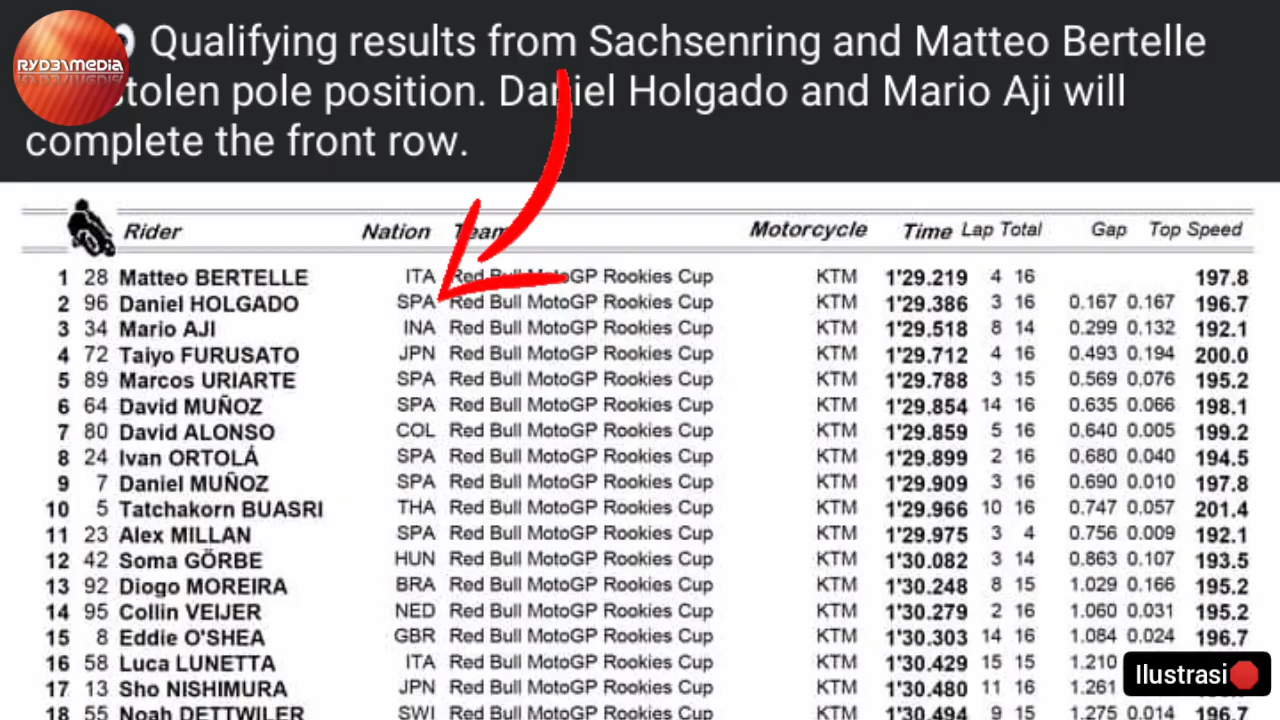 RYD3\MEDIA
Qualifying results from Sachsenring and Matteo Bertelle
tolen pole position. Daniel Holgado and Mario Aji will
complete the front row.
Rider Nation Team Motorcycle Time Lap Total Gap Top Speed
1 28 Matteo BERTELLE ITA Red Bull MotoGP Rookies Cup KTM 1'29.219 4 16 197.8
2 96 Daniel HOLGADO SPA Red Bull MotoGP Rookies Cup KTM 1'29.386 3 16 0.167 0.167 196.7
3 34 Mario AJI INA Red Bull MotoGP Rookies Cup KTM 1'29.518 8 14 0.299 0.132 192.1
4 72 Taiyo FURUSATO JPN Red Bull MotoGP Rookies Cup KTM 1'29.712 4 16 0.493 0.194 200.0
5 89 Marcos URIARTE SPA Red Bull MotoGP Rookies Cup KTM 1'29.788 3 15 0.569 0.076 195.2
6 64 David MUÑOZ SPA Red Bull MotoGP Rookies Cup KTM 1'29.854 14 16 0.635 0.066 198.1
7 80 David ALONSO COL Red Bull MotoGP Rookies Cup KTM 1'29.859 5 16 0.640 0.005 199.2
8 24 Ivan ORTOLÁ SPA Red Bull MotoGP Rookies Cup KTM 1'29.899 2 16 0.680 0.040 194.5
9 7 Daniel MUÑOZ SPA Red Bull MotoGP Rookies Cup KTM 1'29.909 3 16 0.690 0.010 197.8
10 5 Tatchakorn BUASRI THA Red Bull MotoGP Rookies Cup KTM 1'29.966 10 16 0.747 0.057 201.4
11 23 Alex MILLAN SPA Red Bull MotoGP Rookies Cup KTM 1'29.975 3 4 0.756 0.009 192.1
12 42 Soma GÖRBE HUN Red Bull MotoGP Rookies Cup KTM 1'30.082 3 14 0.863 0.107 193.5
13 92 Diogo MOREIRA BRA Red Bull MotoGP Rookies Cup KTM 1'30.248 8 15 1.029 0.166 195.2
14 95 Collin VEIJER NED Red Bull MotoGP Rookies Cup KTM 1'30.279 2 16 1.060 0.031 195.2
15 8 Eddie O'SHEA GBR Red Bull MotoGP Rookies Cup KTM 1'30.303 14 16 1.084 0.024 196.7
16 58 Luca LUNETTA ITA Red Bull MotoGP Rookies Cup KTM 1'30.429 15 15 1.210
17 13 Sho NISHIMURA JPN Red Bull MotoGP Rookies Cup KTM 1'30.480 11 16 1.261
18 55 Noah DETTWILER SWI Red Bull MotoGP Rookies Cup KTM 1'30.494 9 15 1.275 0.014 196.7
Ilustrasi